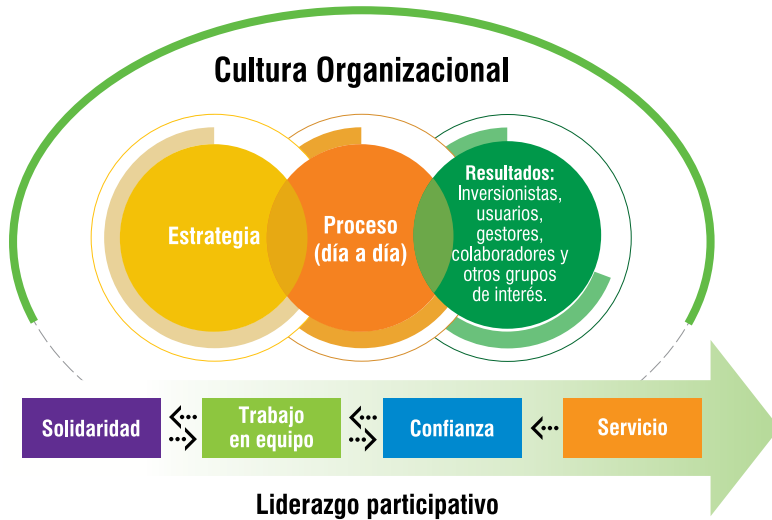 Cultura Organizacional
Estrategia
Proceso
(día a día)
Resultados:
Inversionistas,
usuarios,
gestores,
colaboradores y
otros grupos
de interés.
Solidaridad
Trabajo
en equipo
Confianza
Servicio
Liderazgo participativo